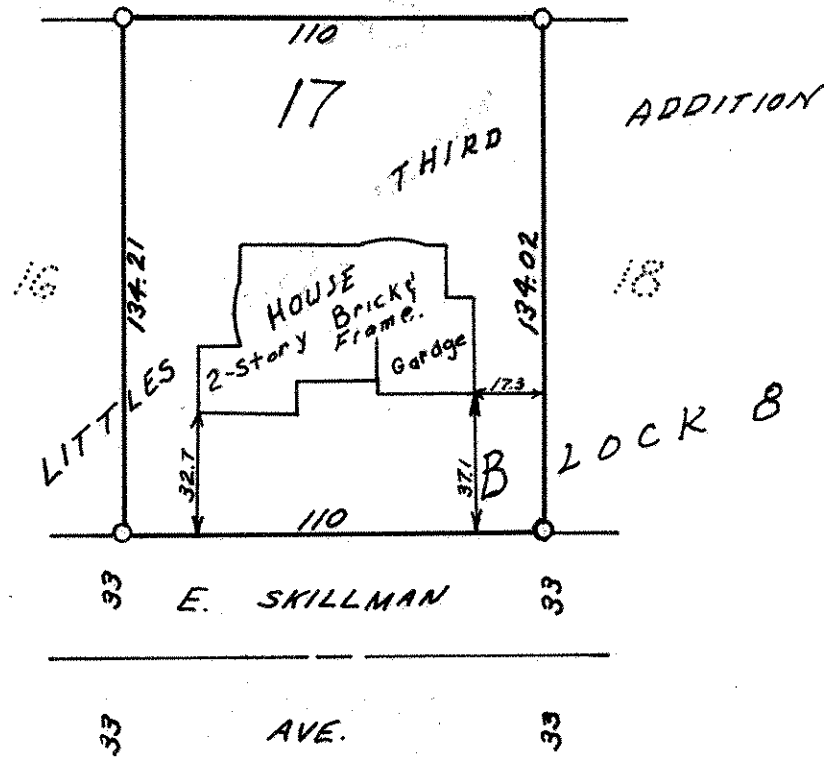 110
17
ADDITION
THIRD
16
134.21
134.02
18
HOUSE
2-Story Brick &
Frame.
Garage
17.3
LITTLES
BLOCK 8
32.7
37.1
110
33
E. SKILLMAN
33
33
AVE.
33